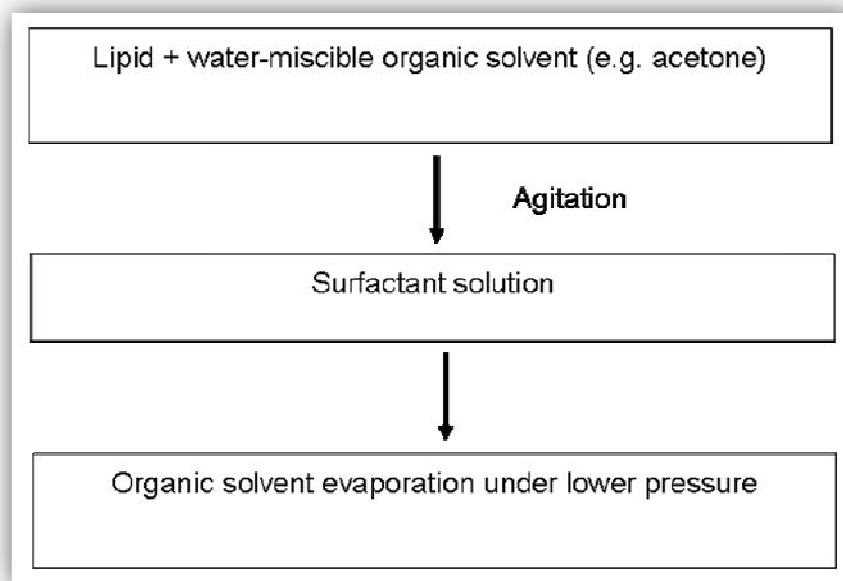 Lipid + water-miscible organic solvent (e.g. acetone)
Agitation
Surfactant solution
Organic solvent evaporation under lower pressure